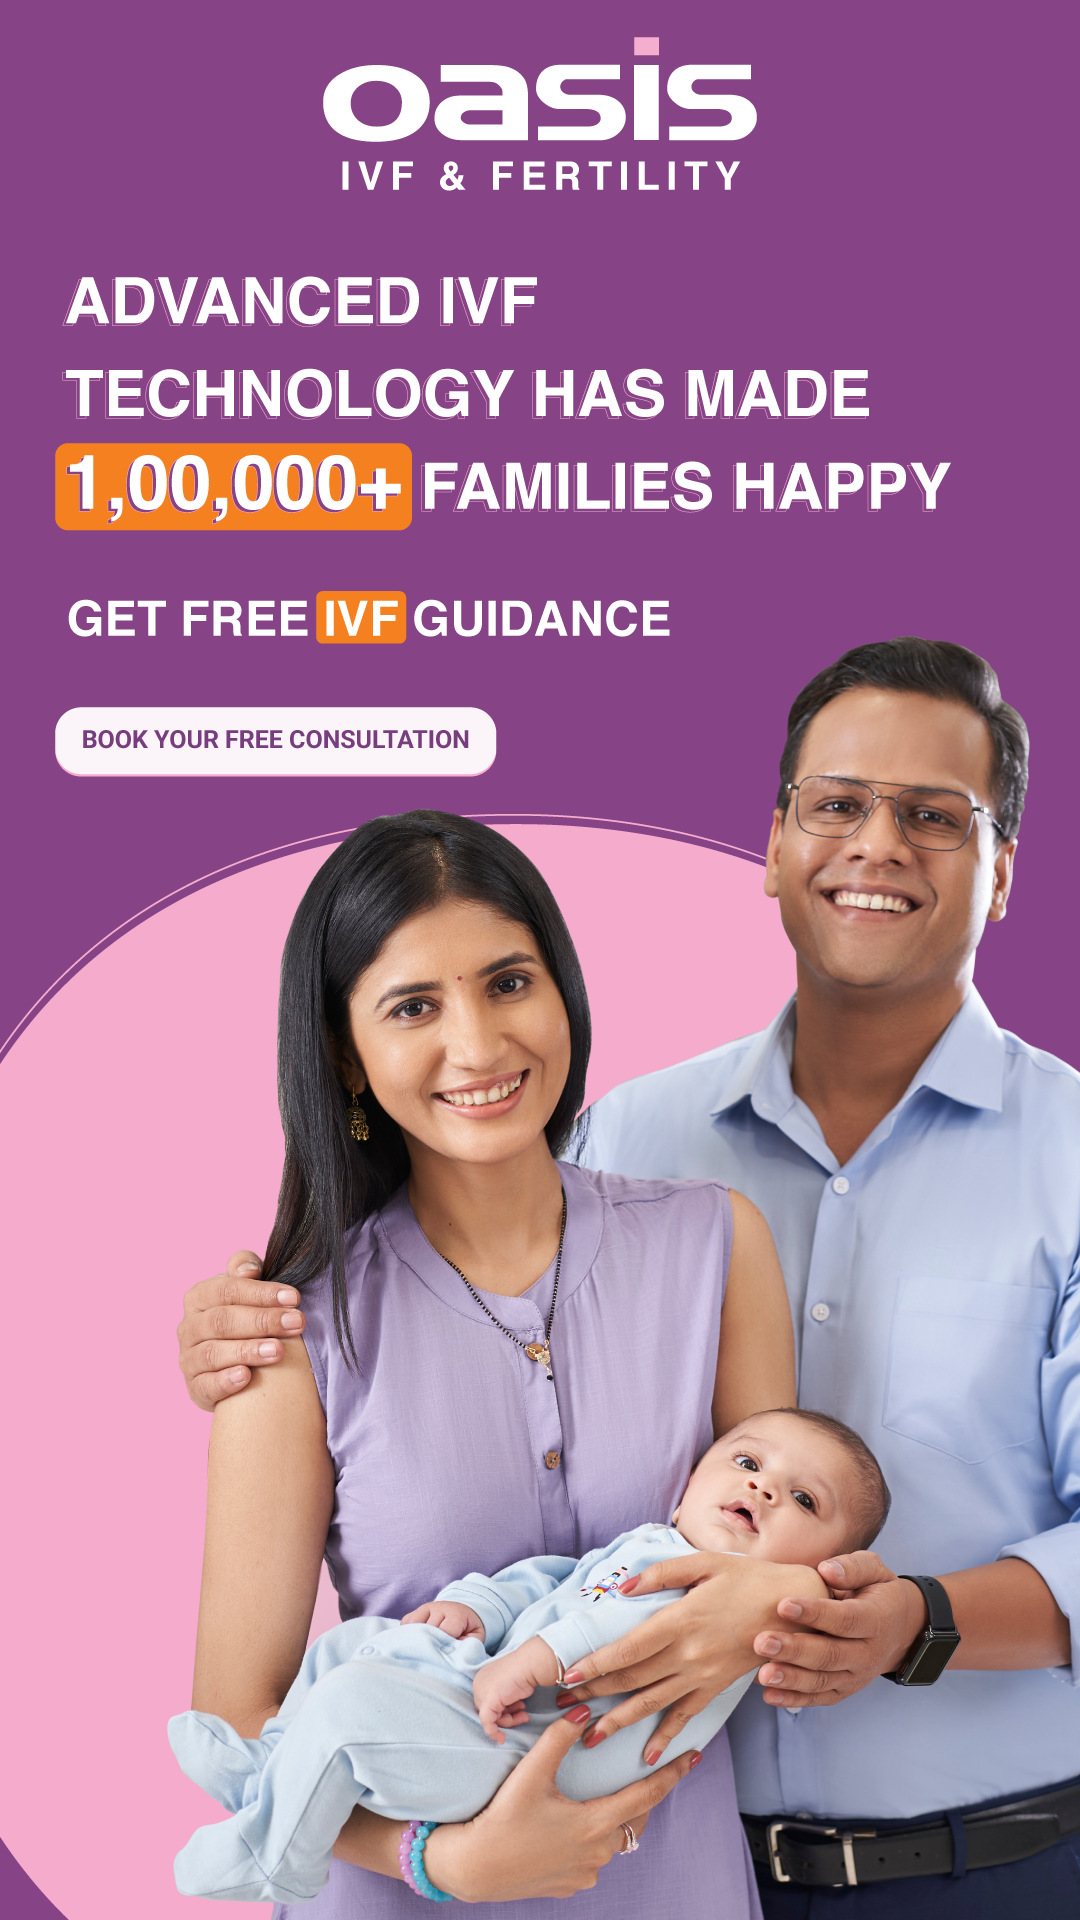 oasis
IVF & FERTILITY
ADVANCED IVF
TECHNOLOGY HAS MADE
1,00,000+ FAMILIES HAPPY
GET FREE IVF GUIDANCE
BOOK YOUR FREE CONSULTATION